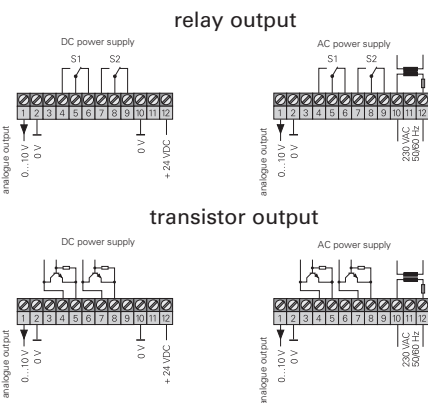 relay output
DC power supply
S1 S2
1 2 3 4 5 6 7 8 9 10 11 12
analogue output
0...10 V
0 V
0 V
+ 24 VDC
AC power supply
S1 S2
1 2 3 4 5 6 7 8 9 10 11 12
analogue output
0...10 V
0 V
230 VAC
50/60 Hz
transistor output
DC power supply
1 2 3 4 5 6 7 8 9 10 11 12
analogue output
0...10 V
0 V
0 V
+ 24 VDC
AC power supply
1 2 3 4 5 6 7 8 9 10 11 12
analogue output
0...10 V
0 V
230 VAC
50/60 Hz